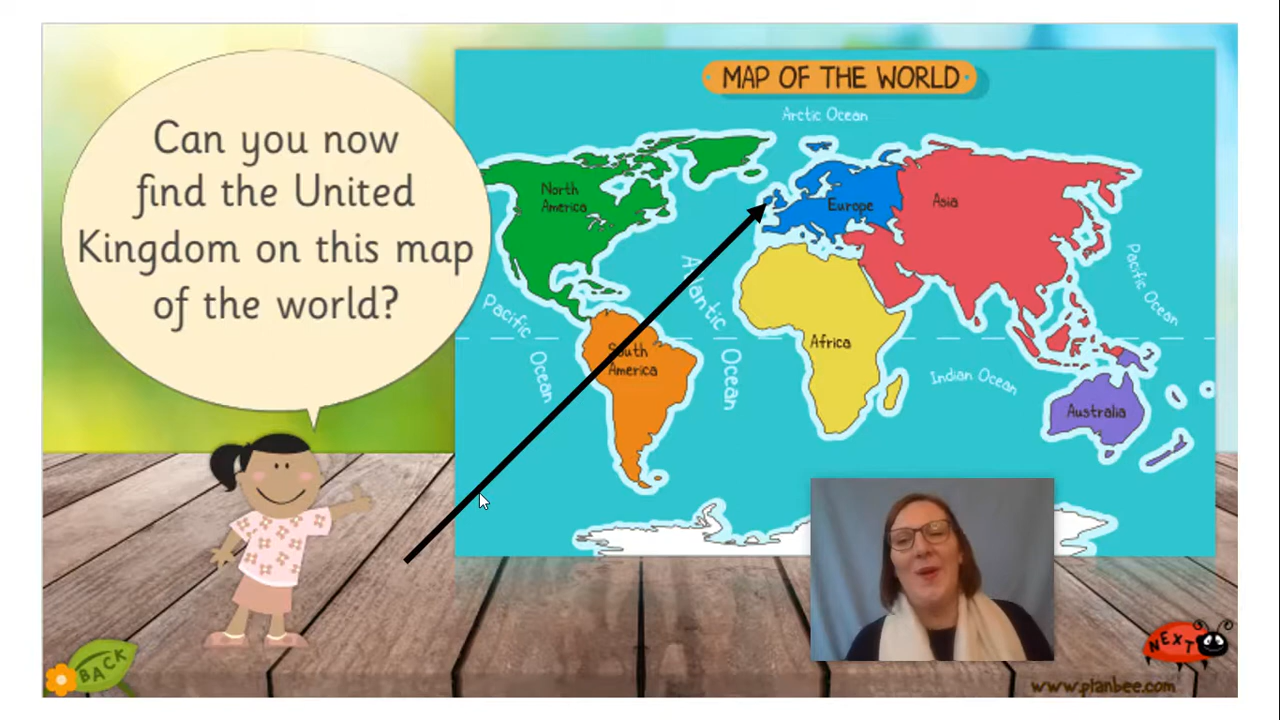 Can you now
find the United
Kingdom on this map
of the world?
MAP OF THE WORLD
Arctic Ocean
North
America
Europe
Asia
Pacific Ocean
Atlantic Ocean
Pacific Ocean
South
America
Africa
Indian Ocean
Australia
BACK
NEXT
www.planbee.com